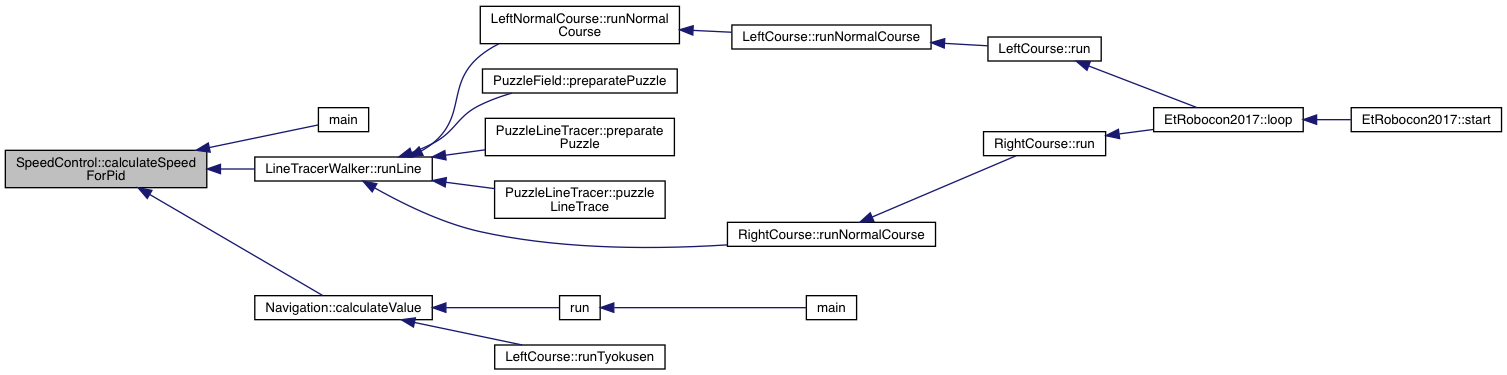 LeftNormalCourse::runNormal
Course
LeftCourse::runNormalCourse
LeftCourse::run
PuzzleField::preparatePuzzle
main
EtRobocon2017::loop
EtRobocon2017::start
PuzzleLineTracer::preparate
Puzzle
RightCourse::run
SpeedControl::calculateSpeed
ForPid
LineTracerWalker::runLine
PuzzleLineTracer::puzzle
LineTrace
RightCourse::runNormalCourse
Navigation::calculateValue
run
main
LeftCourse::runTyokusen